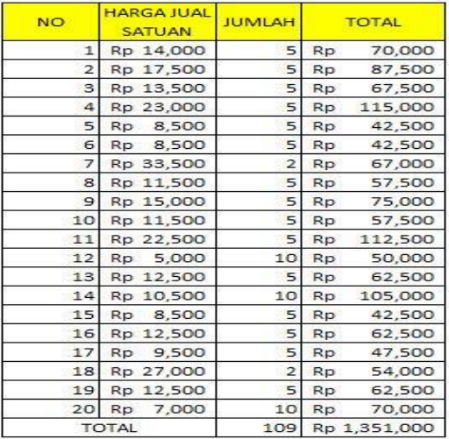 NO HARGA JUAL SATUAN JUMLAH TOTAL
1 Rp 14,000 5 Rp 70,000
2 Rp 17,500 5 Rp 87,500
3 Rp 13,500 5 Rp 67,500
4 Rp 23,000 5 Rp 115,000
5 Rp 8,500 5 Rp 42,500
6 Rp 8,500 5 Rp 42,500
7 Rp 33,500 2 Rp 67,000
8 Rp 11,500 5 Rp 57,500
9 Rp 15,000 5 Rp 75,000
10 Rp 11,500 5 Rp 57,500
11 Rp 22,500 5 Rp 112,500
12 Rp 5,000 10 Rp 50,000
13 Rp 12,500 5 Rp 62,500
14 Rp 10,500 10 Rp 105,000
15 Rp 8,500 5 Rp 42,500
16 Rp 12,500 5 Rp 62,500
17 Rp 9,500 5 Rp 47,500
18 Rp 27,000 2 Rp 54,000
19 Rp 12,500 5 Rp 62,500
20 Rp 7,000 10 Rp 70,000
TOTAL 109 Rp 1,351,000